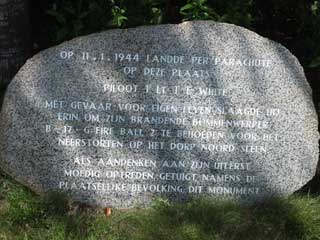 OP 11.1.1944 LANDDE PER PARACHUTE
OP DEZE PLAATS
PILOOT 1 LT T E WHITE
MET GEVAAR VOOR EIGEN LEVEN SLAAGDE HIJ
ERIN OM ZIJN BRANDENDE BOMMENWERPER
B-17-G FIRE BALL 2 TE BEHOEDEN VOOR HET
NEERSTORTEN OP HET DORP NOORD SLEEN
ALS AANDENKEN AAN ZIJN UITERST
MOEDIG OPTREDEN, GETUIGT NAMENS DE
PLAATSELIJKE BEVOLKING, DIT MONUMENT